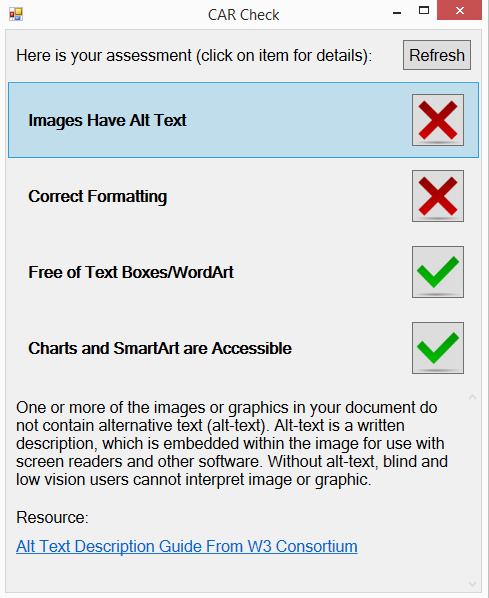 CAR Check
Here is your assessment (click on item for details):
Refresh
Images Have Alt Text
Correct Formatting
Free of Text Boxes/WordArt
Charts and SmartArt are Accessible
One or more of the images or graphics in your document do
not contain alternative text (alt-text). Alt-text is a written
description, which is embedded within the image for use with
screen readers and other software. Without alt-text, blind and
low vision users cannot interpret image or graphic.
Resource:
Alt Text Description Guide From W3 Consortium